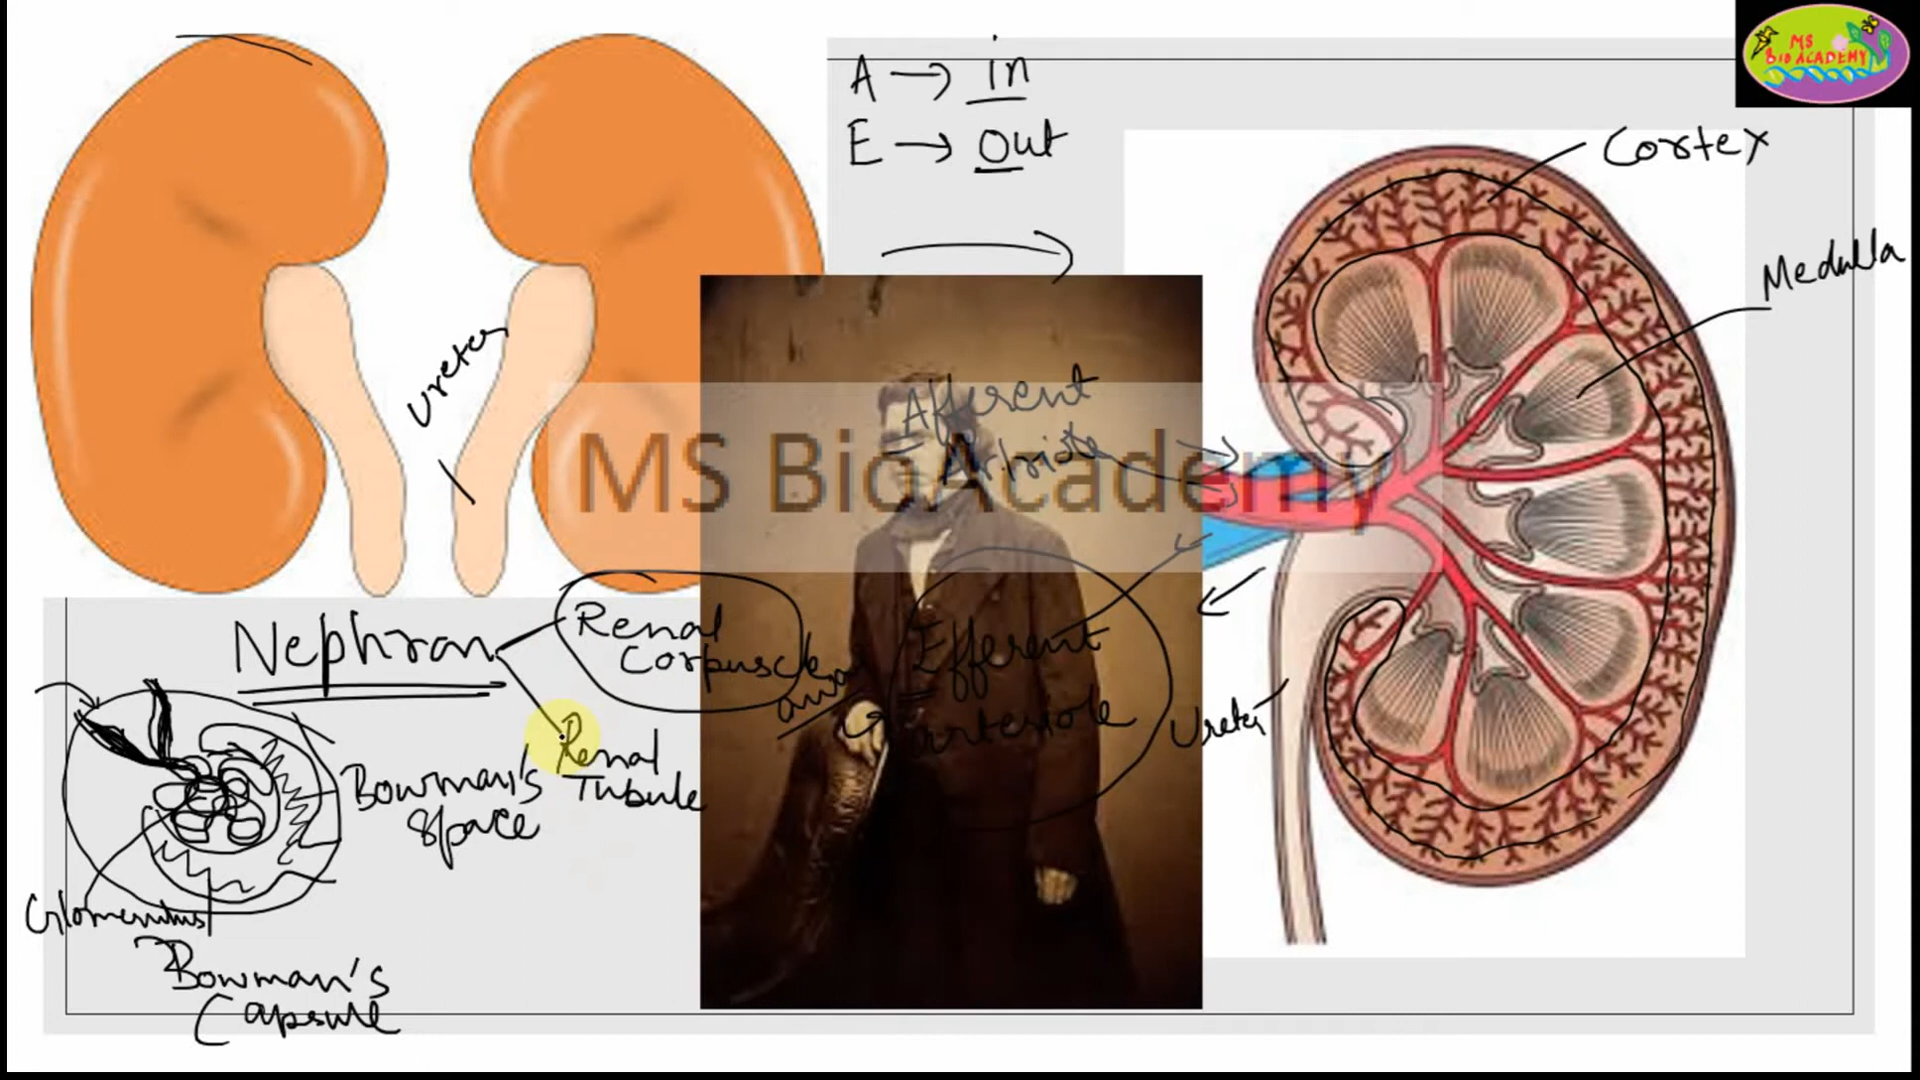 MS
BIO ACADEMY
A → in
E → out
Cortex
Medulla
Ureter
Afferent
MS BioAcademy
Nephron
Renal
Corpuscle
Efferent
arteriole
Ureter
Renal
Tubule
Bowman's
Space
Glomerulus
Bowman's
Capsule